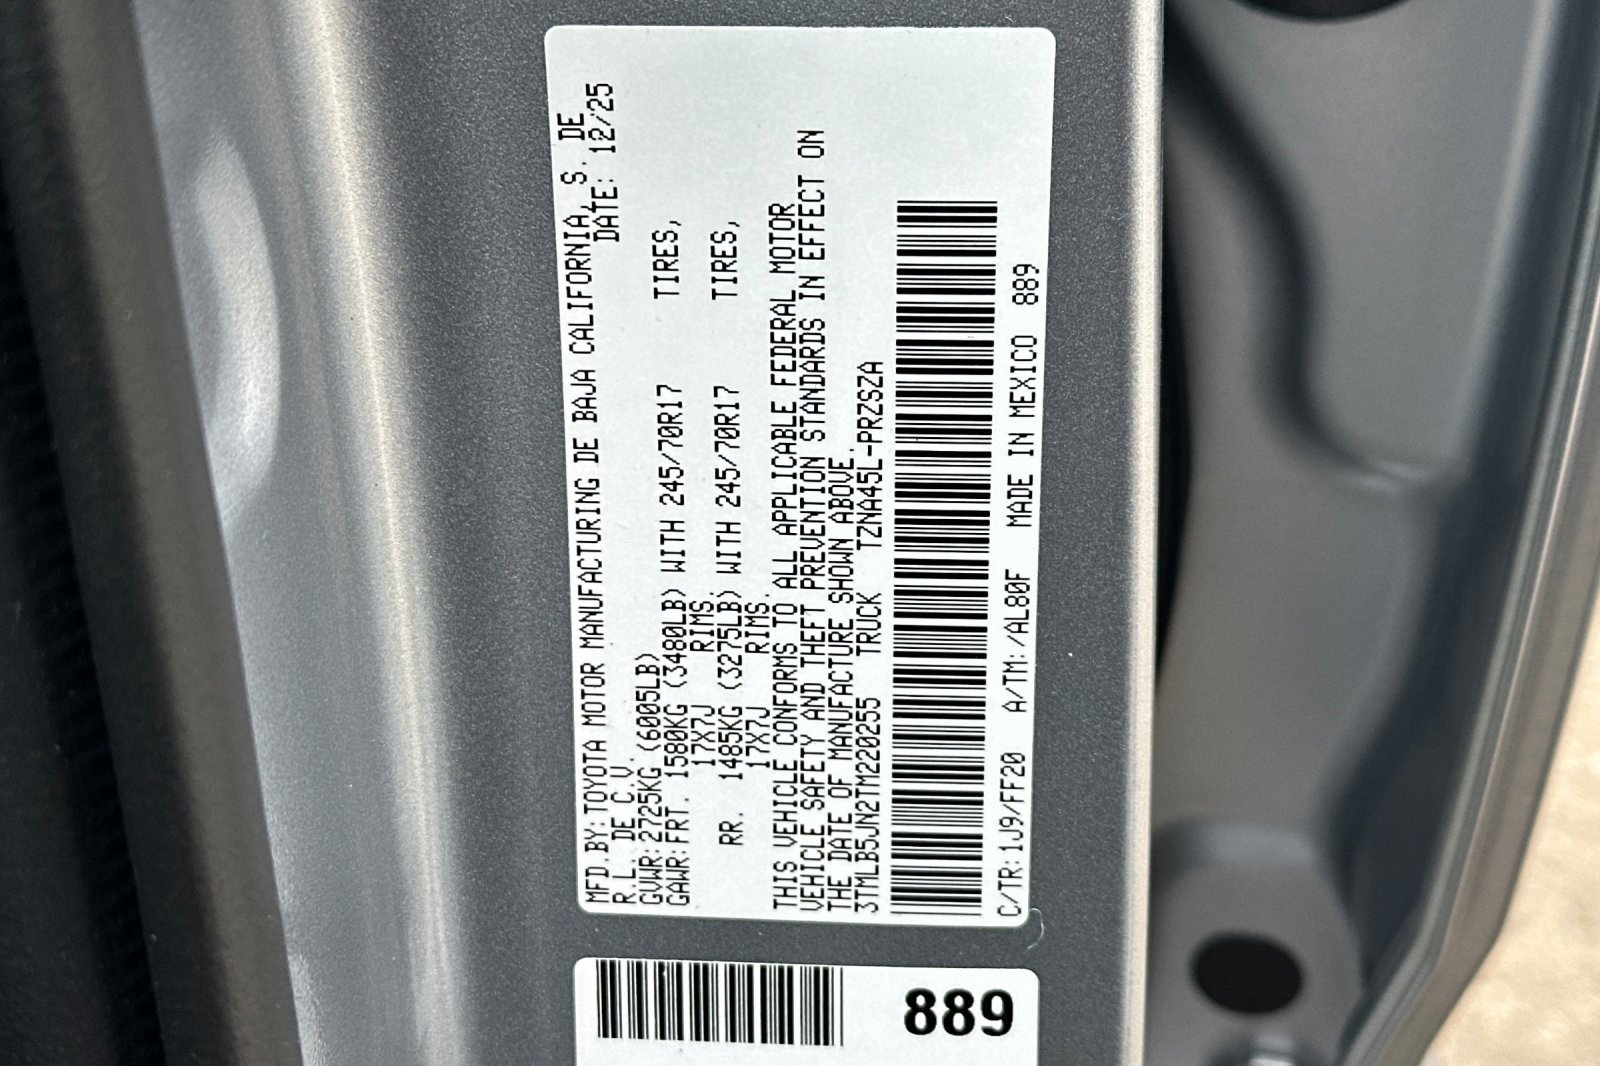 MFD.BY:TOYOTA MOTOR MANUFACTURING DE BAJA CALIFORNIA, S. DE
R.L. DE C.V. DATE: 12/25
GVWR:2725KG (6005LB)
GAWR:FRT. 1580KG (3480LB) WITH 245/70R17 TIRES,
17X7J RIMS.
RR. 1485KG (3275LB) WITH 245/70R17 TIRES,
17X7J RIMS.
THIS VEHICLE CONFORMS TO ALL APPLICABLE FEDERAL MOTOR
VEHICLE SAFETY AND THEFT PREVENTION STANDARDS IN EFFECT ON
THE DATE OF MANUFACTURE SHOWN ABOVE.
3TMLB5JN2TM220255 TRUCK TZNA45L-PRZSZA
C/TR:1J9/FF20 A/TM:/AL80F MADE IN MEXICO 889
889